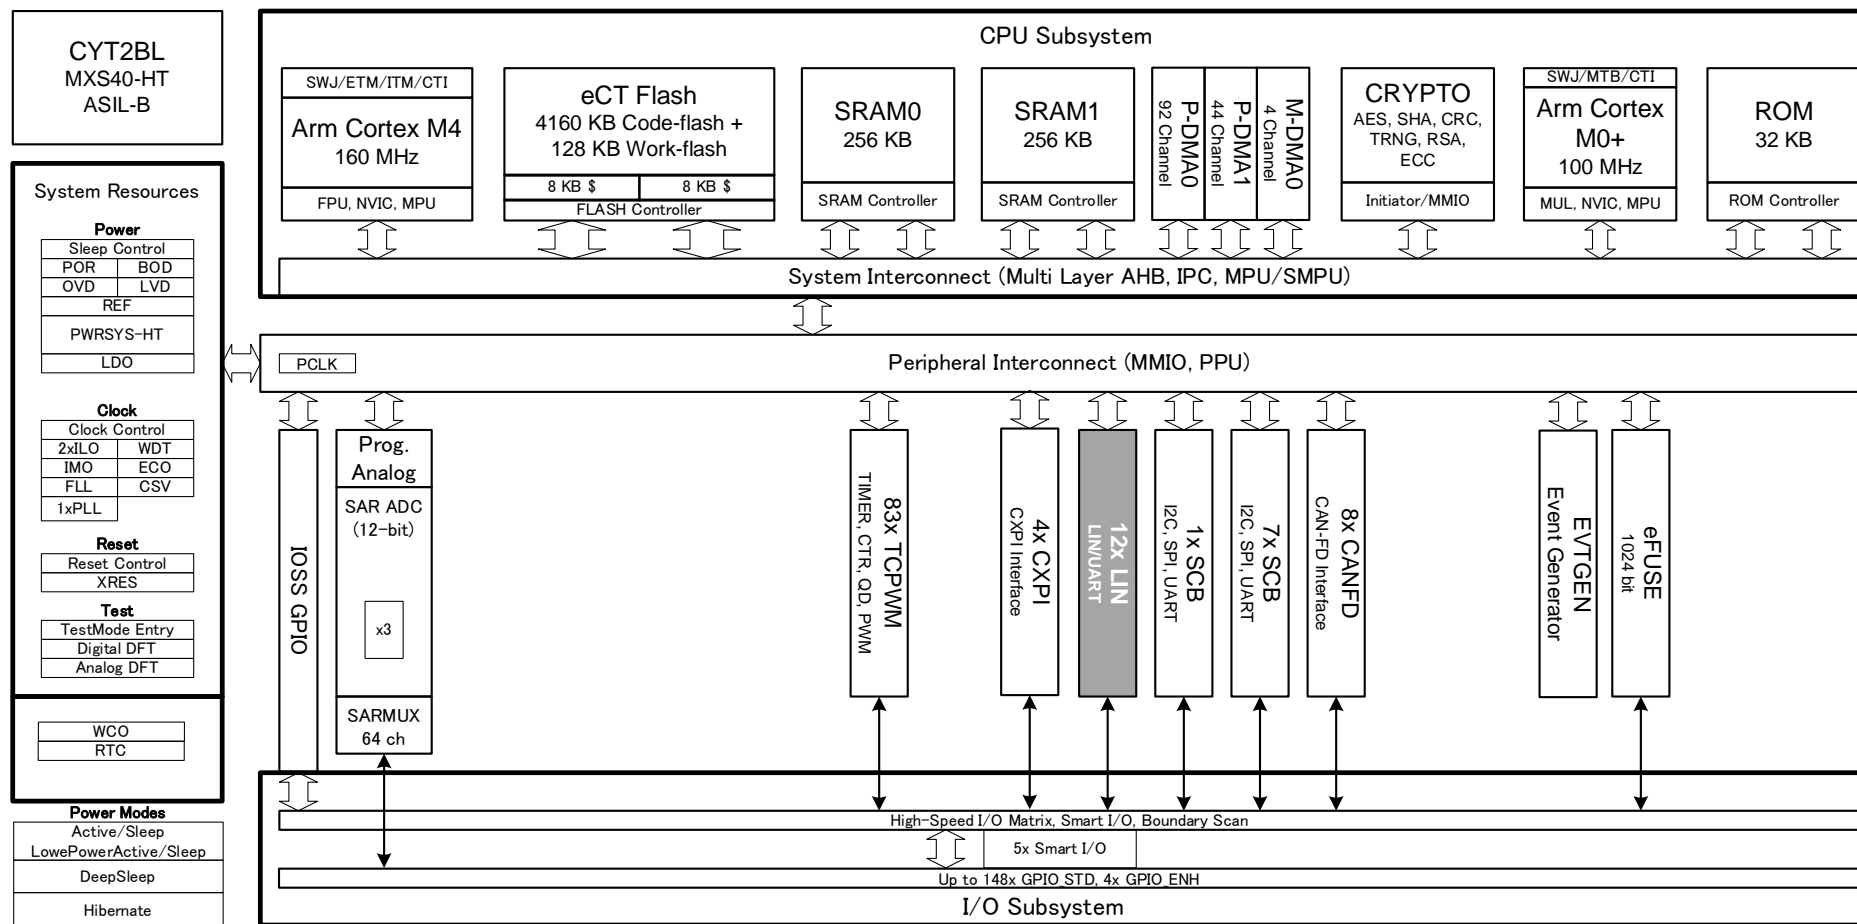 CYT2BL
MXS40-HT
ASIL-B
System Resources
Power
Sleep Control
POR
BOD
OVD
LVD
REF
PWRSYS-HT
LDO
Clock
Clock Control
2xILO
WDT
IMO
ECO
FLL
CSV
1xPLL
Reset
Reset Control
XRES
Test
TestMode Entry
Digital DFT
Analog DFT
WCO
RTC
Power Modes
Active/Sleep
LowePowerActive/Sleep
DeepSleep
Hibernate
CPU Subsystem
SWJ/ETM/ITM/CTI
Arm Cortex M4
160 MHz
FPU, NVIC, MPU
eCT Flash
4160 KB Code-flash +
128 KB Work-flash
8 KB $
8 KB $
FLASH Controller
SRAM0
256 KB
SRAM Controller
SRAM1
256 KB
SRAM Controller
P-DMA0
92 Channel
P-DMA1
44 Channel
M-DMA0
4 Channel
CRYPTO
AES, SHA, CRC,
TRNG, RSA,
ECC
Initiator/MMIO
SWJ/MTB/CTI
Arm Cortex
M0+
100 MHz
MUL, NVIC, MPU
ROM
32 KB
ROM Controller
System Interconnect (Multi Layer AHB, IPC, MPU/SMPU)
PCLK
Peripheral Interconnect (MMIO, PPU)
IOSS GPIO
Prog.
Analog
SAR ADC
(12-bit)
x3
SARMUX
64 ch
83x TCPWM
TIMER, CTR, QD, PWM
4x CXPI
CXPI Interface
12x LIN
LIN/UART
1x SCB
I2C, SPI, UART
7x SCB
I2C, SPI, UART
8x CANFD
CAN-FD Interface
EVTGEN
Event Generator
eFUSE
1024 bit
High-Speed I/O Matrix, Smart I/O, Boundary Scan
5x Smart I/O
Up to 148x GPIO_STD, 4x GPIO_ENH
I/O Subsystem